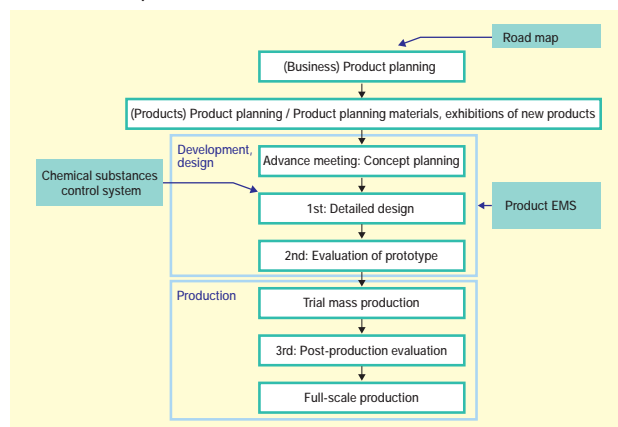 Road map
(Business) Product planning
(Products) Product planning / Product planning materials, exhibitions of new products
Development,
design
Advance meeting: Concept planning
Chemical substances
control system
1st: Detailed design
Product EMS
2nd: Evaluation of prototype
Production
Trial mass production
3rd: Post-production evaluation
Full-scale production